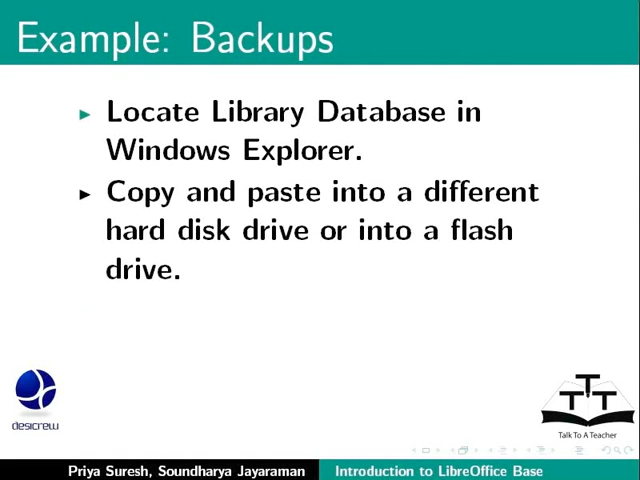 Example: Backups
Locate Library Database in
Windows Explorer.
Copy and paste into a different
hard disk drive or into a flash
drive.
desicrew
TTT
Talk To A Teacher
Priya Suresh, Soundharya Jayaraman
Introduction to LibreOffice Base